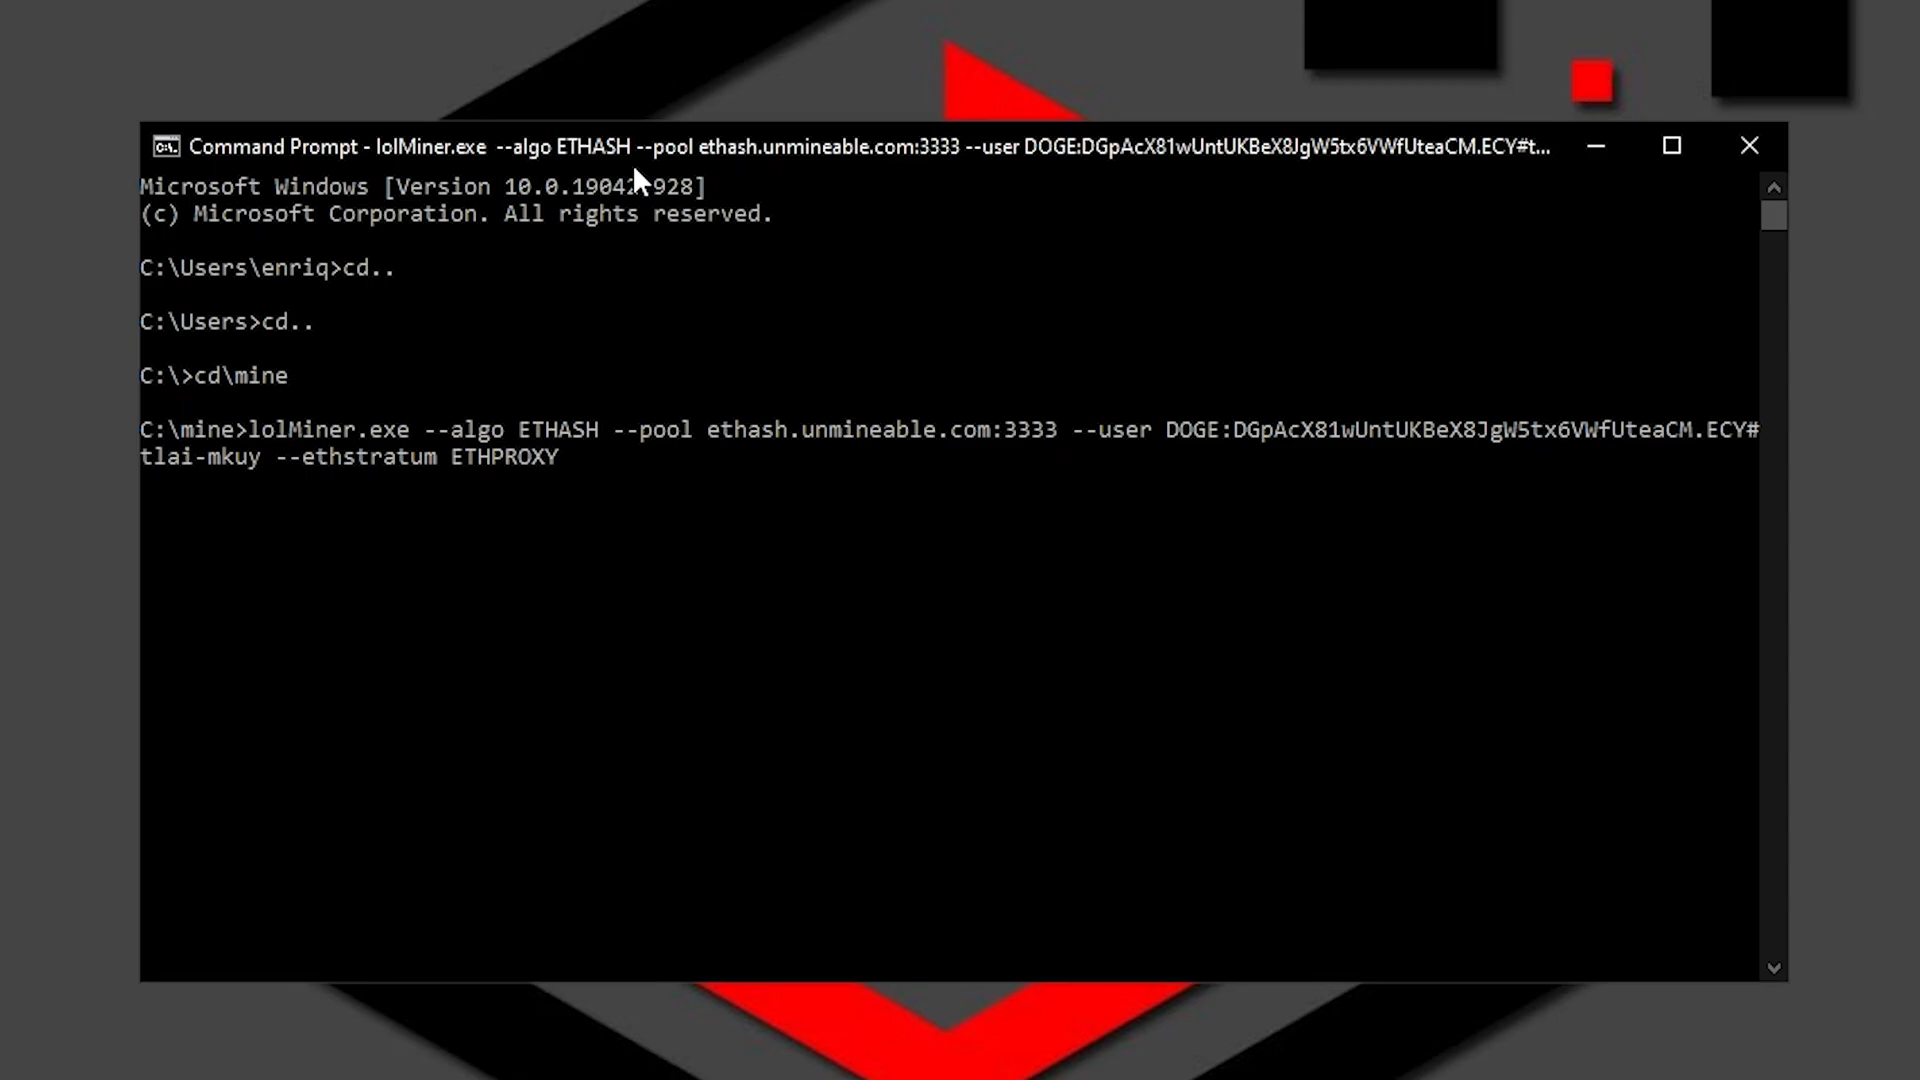 Command Prompt - lolMiner.exe  --algo ETHASH --pool ethash.unmineable.com:3333 --user DOGE:DGpAcX81wUntUKBeX8JgW5tx6VWfUteaCM.ECY#t...
Microsoft Windows [Version 10.0.19042.928]
(c) Microsoft Corporation. All rights reserved.
C:\Users\enriq>cd..
C:\Users>cd..
C:\>cd\mine
C:\mine>lolMiner.exe --algo ETHASH --pool ethash.unmineable.com:3333 --user DOGE:DGpAcX81wUntUKBeX8JgW5tx6VWfUteaCM.ECY#
tlai-mkuy --ethstratum ETHPROXY